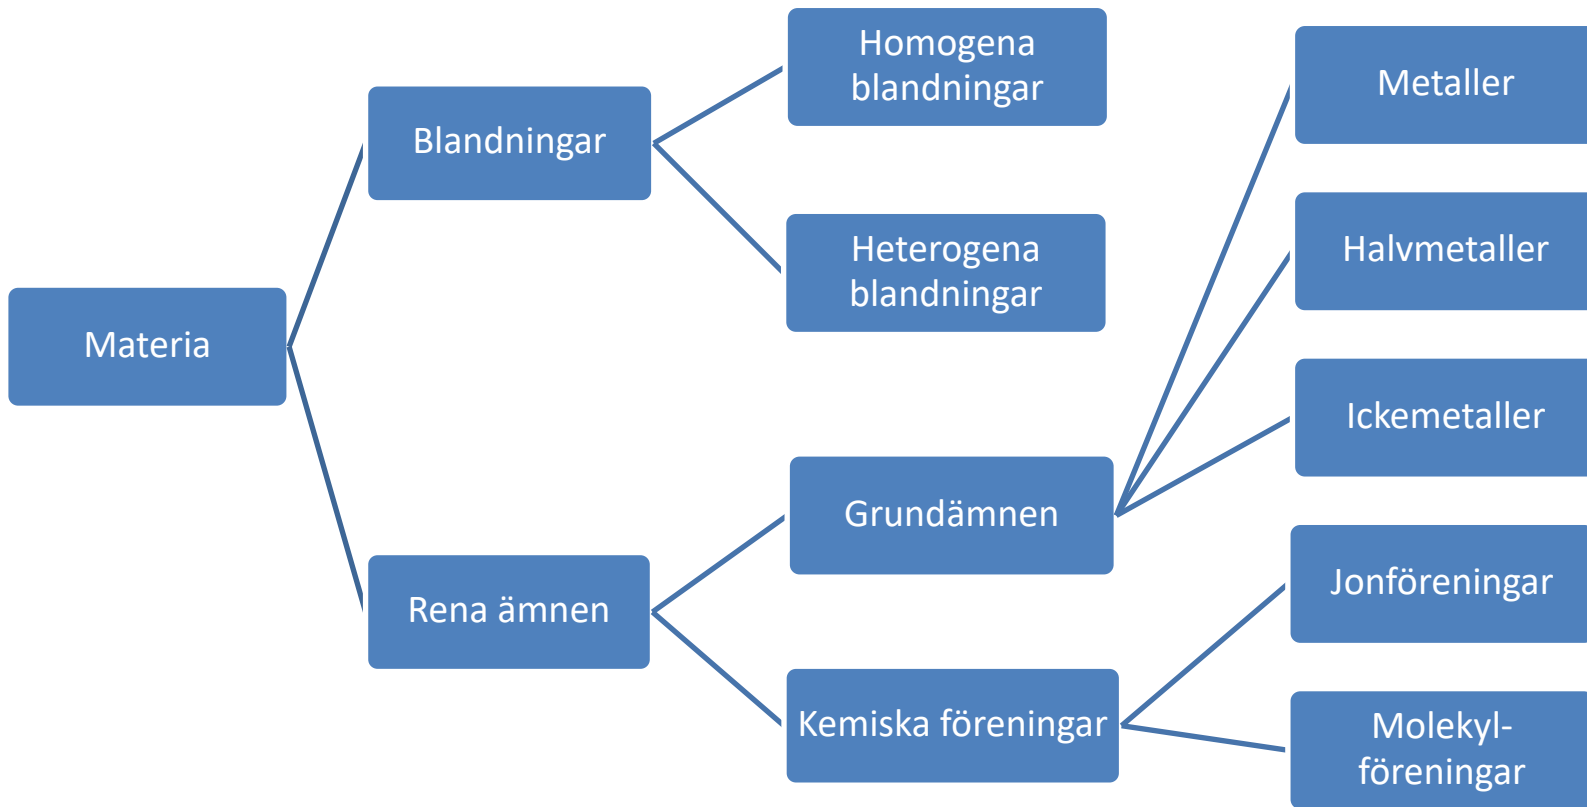 Materia
Blandningar
Homogena
blandningar
Heterogena
blandningar
Rena ämnen
Grundämnen
Metaller
Halvmetaller
Ickemetaller
Kemiska föreningar
Jonföreningar
Molekyl-
föreningar